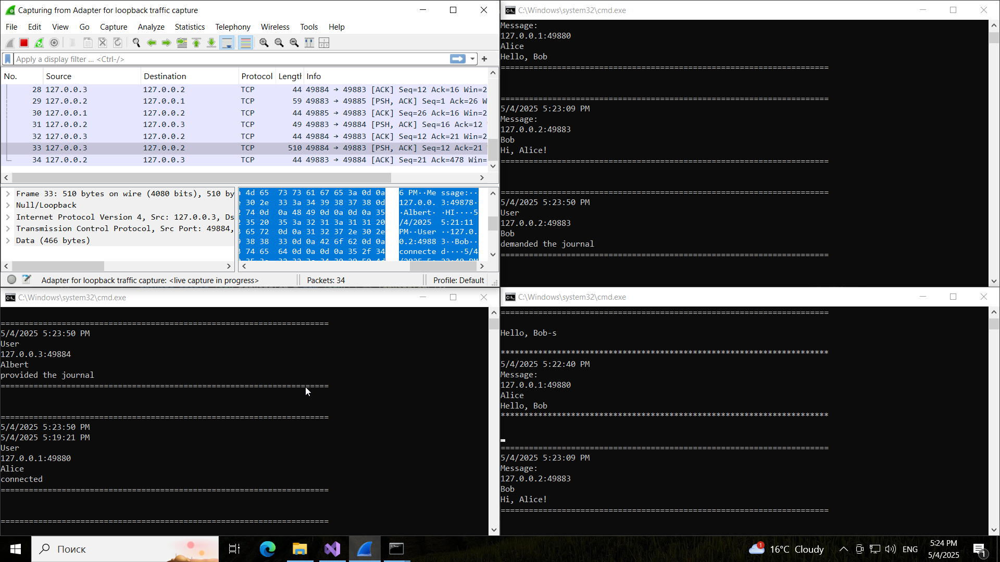 Capturing from Adapter for loopback traffic capture
File Edit View Go Capture Analyze Statistics Telephony Wireless Tools Help
Apply a display filter … <Ctrl-/>
No. Source Destination Protocol Length Info
28 127.0.0.3 127.0.0.2 TCP 44 49884 → 49883 [ACK] Seq=12 Ack=16 Win=2
29 127.0.0.2 127.0.0.1 TCP 59 49883 → 49885 [PSH, ACK] Seq=1 Ack=26 W
30 127.0.0.1 127.0.0.2 TCP 44 49885 → 49883 [ACK] Seq=26 Ack=16 Win=2
31 127.0.0.2 127.0.0.3 TCP 49 49883 → 49884 [PSH, ACK] Seq=16 Ack=12
32 127.0.0.3 127.0.0.2 TCP 44 49884 → 49883 [ACK] Seq=12 Ack=21 Win=2
33 127.0.0.3 127.0.0.2 TCP 510 49884 → 49883 [PSH, ACK] Seq=12 Ack=21
34 127.0.0.2 127.0.0.3 TCP 44 49883 → 49884 [ACK] Seq=21 Ack=478 Win=
Frame 33: 510 bytes on wire (4080 bits), 510 by
Null/Loopback
Internet Protocol Version 4, Src: 127.0.0.3, Ds
Transmission Control Protocol, Src Port: 49884,
Data (466 bytes)
4d 65 73 73 61 67 65 3a 0d 0a 6 PM··Me ssage:··
30 2e 33 3a 34 39 38 37 38 0d 127.0.0. 3:49878·
74 0d 0a 48 49 0d 0a 0d 0a 35 ·Albert· ·HI····5
35 20 35 3a 32 31 3a 31 31 20 /4/2025 5:21:11
65 72 0d 0a 31 32 37 2e 30 2e PM··User ··127.0.
38 38 33 0d 0a 42 6f 62 0d 0a 0.2:4988 3··Bob··
74 65 64 0d 0a 0d 0a 35 2f 34 connecte d····5/4
Adapter for loopback traffic capture: <live capture in progress> Packets: 34 Profile: Default
C:\Windows\system32\cmd.exe
Message:
127.0.0.1:49880
Alice
Hello, Bob
======================================================================
======================================================================
5/4/2025 5:23:09 PM
Message:
127.0.0.2:49883
Bob
Hi, Alice!
======================================================================
======================================================================
5/4/2025 5:23:50 PM
User
127.0.0.2:49883
Bob
demanded the journal
======================================================================
C:\Windows\system32\cmd.exe
======================================================================
5/4/2025 5:23:50 PM
User
127.0.0.3:49884
Albert
provided the journal
======================================================================
======================================================================
5/4/2025 5:23:50 PM
5/4/2025 5:19:21 PM
User
127.0.0.1:49880
Alice
connected
======================================================================
======================================================================
C:\Windows\system32\cmd.exe
======================================================================
Hello, Bob-s
**********************************************************************
5/4/2025 5:22:40 PM
Message:
127.0.0.1:49880
Alice
Hello, Bob
**********************************************************************
======================================================================
5/4/2025 5:23:09 PM
Message:
127.0.0.2:49883
Bob
Hi, Alice!
======================================================================
Поиск
1 16°C Cloudy ENG 5:24 PM
5/4/2025 1